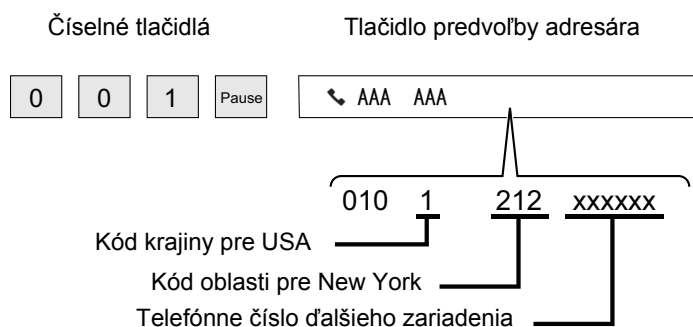 Číselné tlačidlá Tlačidlo predvoľby adresára
0 0 1 Pause AAA AAA
010 1 212 xxxxxx
Kód krajiny pre USA
Kód oblasti pre New York
Telefónne číslo ďalšieho zariadenia